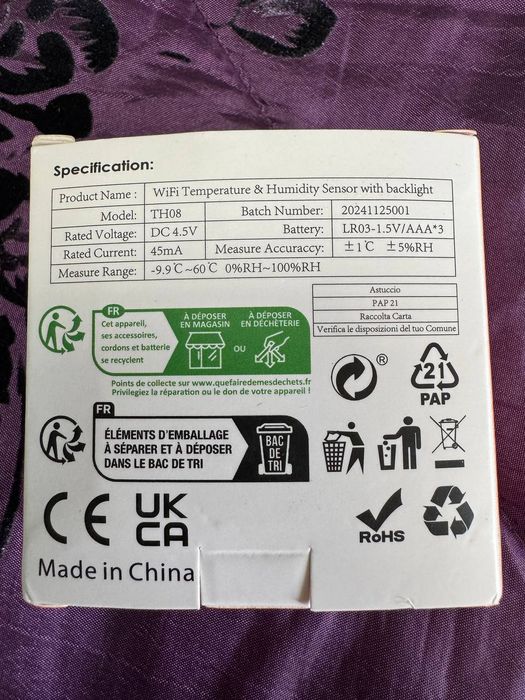 Specification:
Product Name : WiFi Temperature & Humidity Sensor with backlight
Model: TH08 Batch Number: 20241125001
Rated Voltage: DC 4.5V Battery: LR03-1.5V/AAA*3
Rated Current: 45mA Measure Accuraccy: ±1℃ ±5%RH
Measure Range: -9.9℃~60℃ 0%RH~100%RH
Astuccio
PAP 21
Raccolta Carta
Verifica le disposizioni del tuo Comune
FR
Cet appareil,
ses accessoires,
cordons et batterie
se recyclent
À DÉPOSER
EN MAGASIN
OU
À DÉPOSER
EN DÉCHÈTERIE
Points de collecte sur www.quefairedemesdechets.fr
Privilegiez la réparation ou le don de votre appareil !
®
21
PAP
FR
ÉLÉMENTS D'EMBALLAGE
À SÉPARER ET À DÉPOSER
DANS LE BAC DE TRI
BAC
DE
TRI
CE
UK
CA
RoHS
Made in China